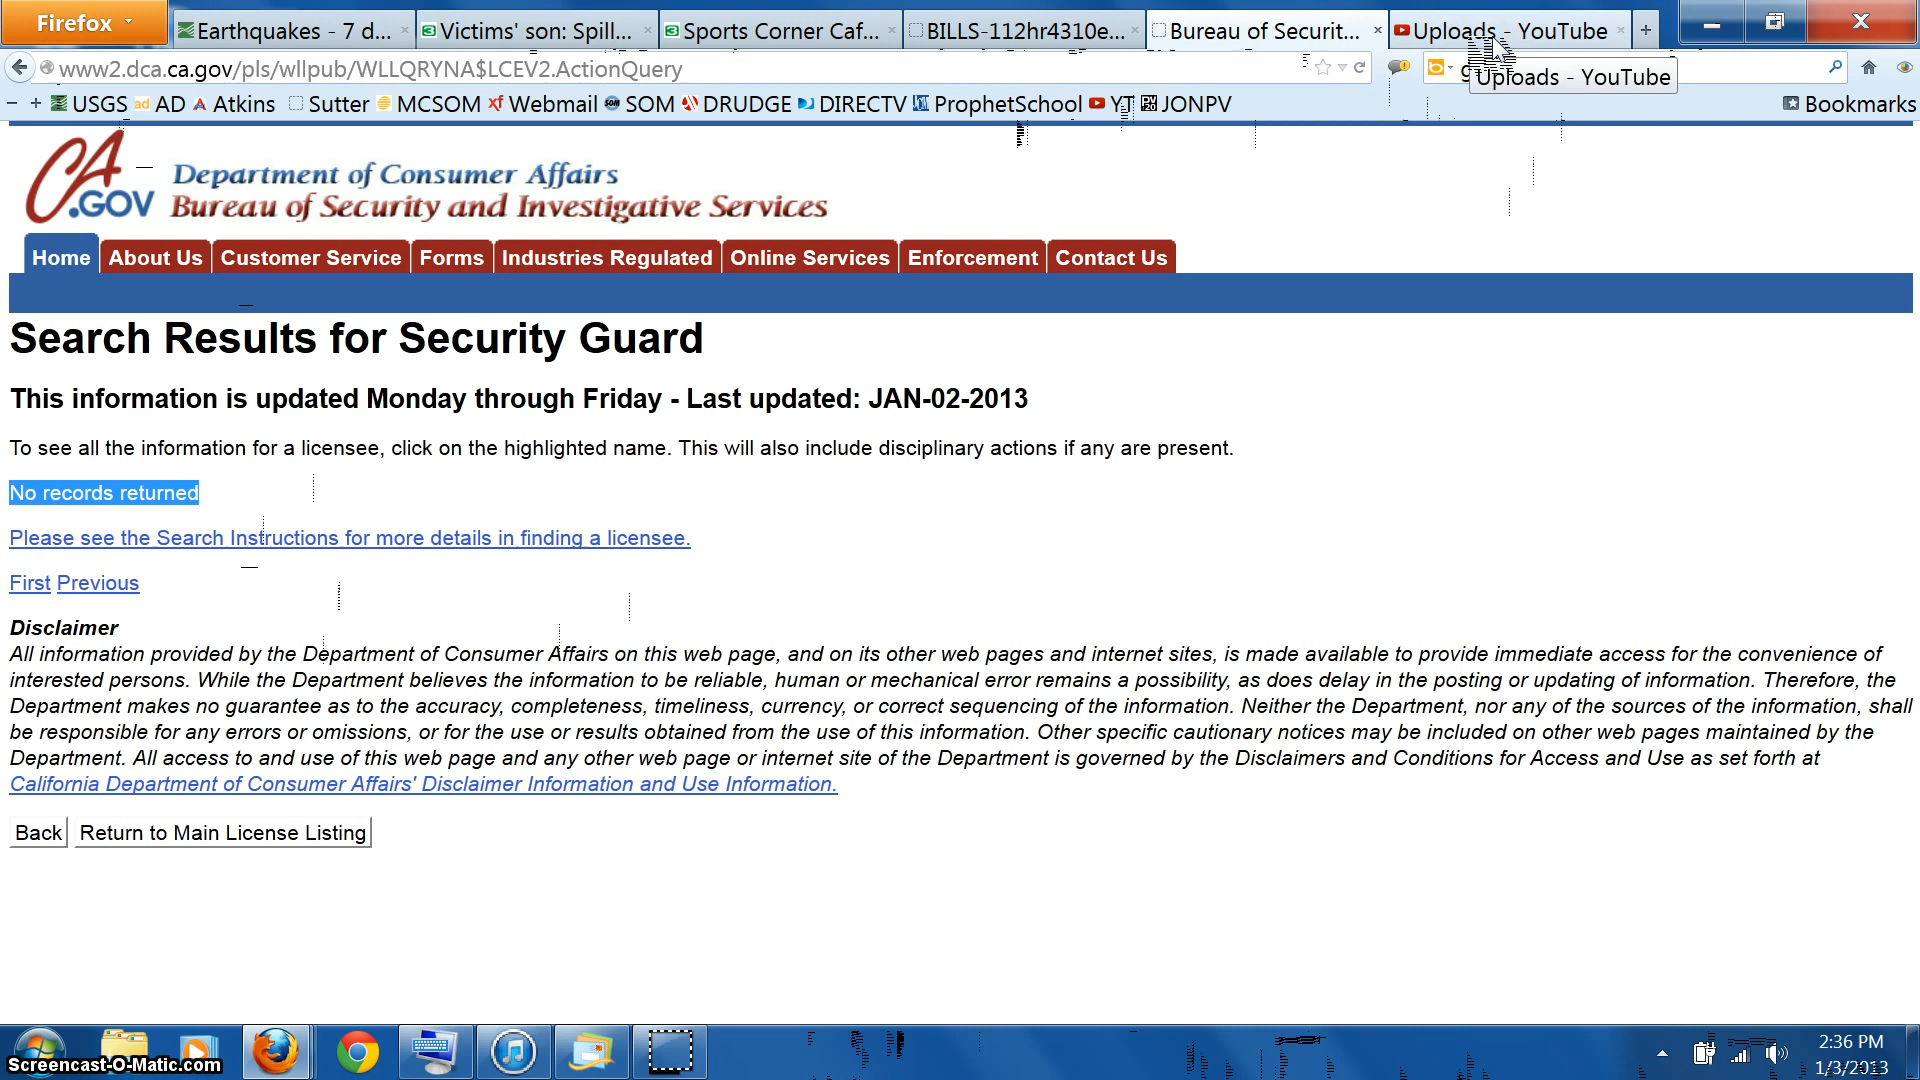 Firefox
Earthquakes - 7 d...
Victims' son: Spill...
Sports Corner Caf...
BILLS-112hr4310e...
Bureau of Securit...
Uploads - YouTube
www2.dca.ca.gov/pls/wllpub/WLLQRYNA$LCEV2.ActionQuery
Uploads - YouTube
USGS ad AD Atkins Sutter MCSOM xf Webmail SOM DRUDGE DIRECTV ProphetSchool YT JONPV Bookmarks
CA.GOV
Department of Consumer Affairs
Bureau of Security and Investigative Services
Home About Us Customer Service Forms Industries Regulated Online Services Enforcement Contact Us
Search Results for Security Guard
This information is updated Monday through Friday - Last updated: JAN-02-2013
To see all the information for a licensee, click on the highlighted name. This will also include disciplinary actions if any are present.
No records returned
Please see the Search Instructions for more details in finding a licensee.
First Previous
Disclaimer
All information provided by the Department of Consumer Affairs on this web page, and on its other web pages and internet sites, is made available to provide immediate access for the convenience of
interested persons. While the Department believes the information to be reliable, human or mechanical error remains a possibility, as does delay in the posting or updating of information. Therefore, the
Department makes no guarantee as to the accuracy, completeness, timeliness, currency, or correct sequencing of the information. Neither the Department, nor any of the sources of the information, shall
be responsible for any errors or omissions, or for the use or results obtained from the use of this information. Other specific cautionary notices may be included on other web pages maintained by the
Department. All access to and use of this web page and any other web page or internet site of the Department is governed by the Disclaimers and Conditions for Access and Use as set forth at
California Department of Consumer Affairs' Disclaimer Information and Use Information.
Back Return to Main License Listing
Screencast-O-Matic.com
2:36 PM
1/3/2013